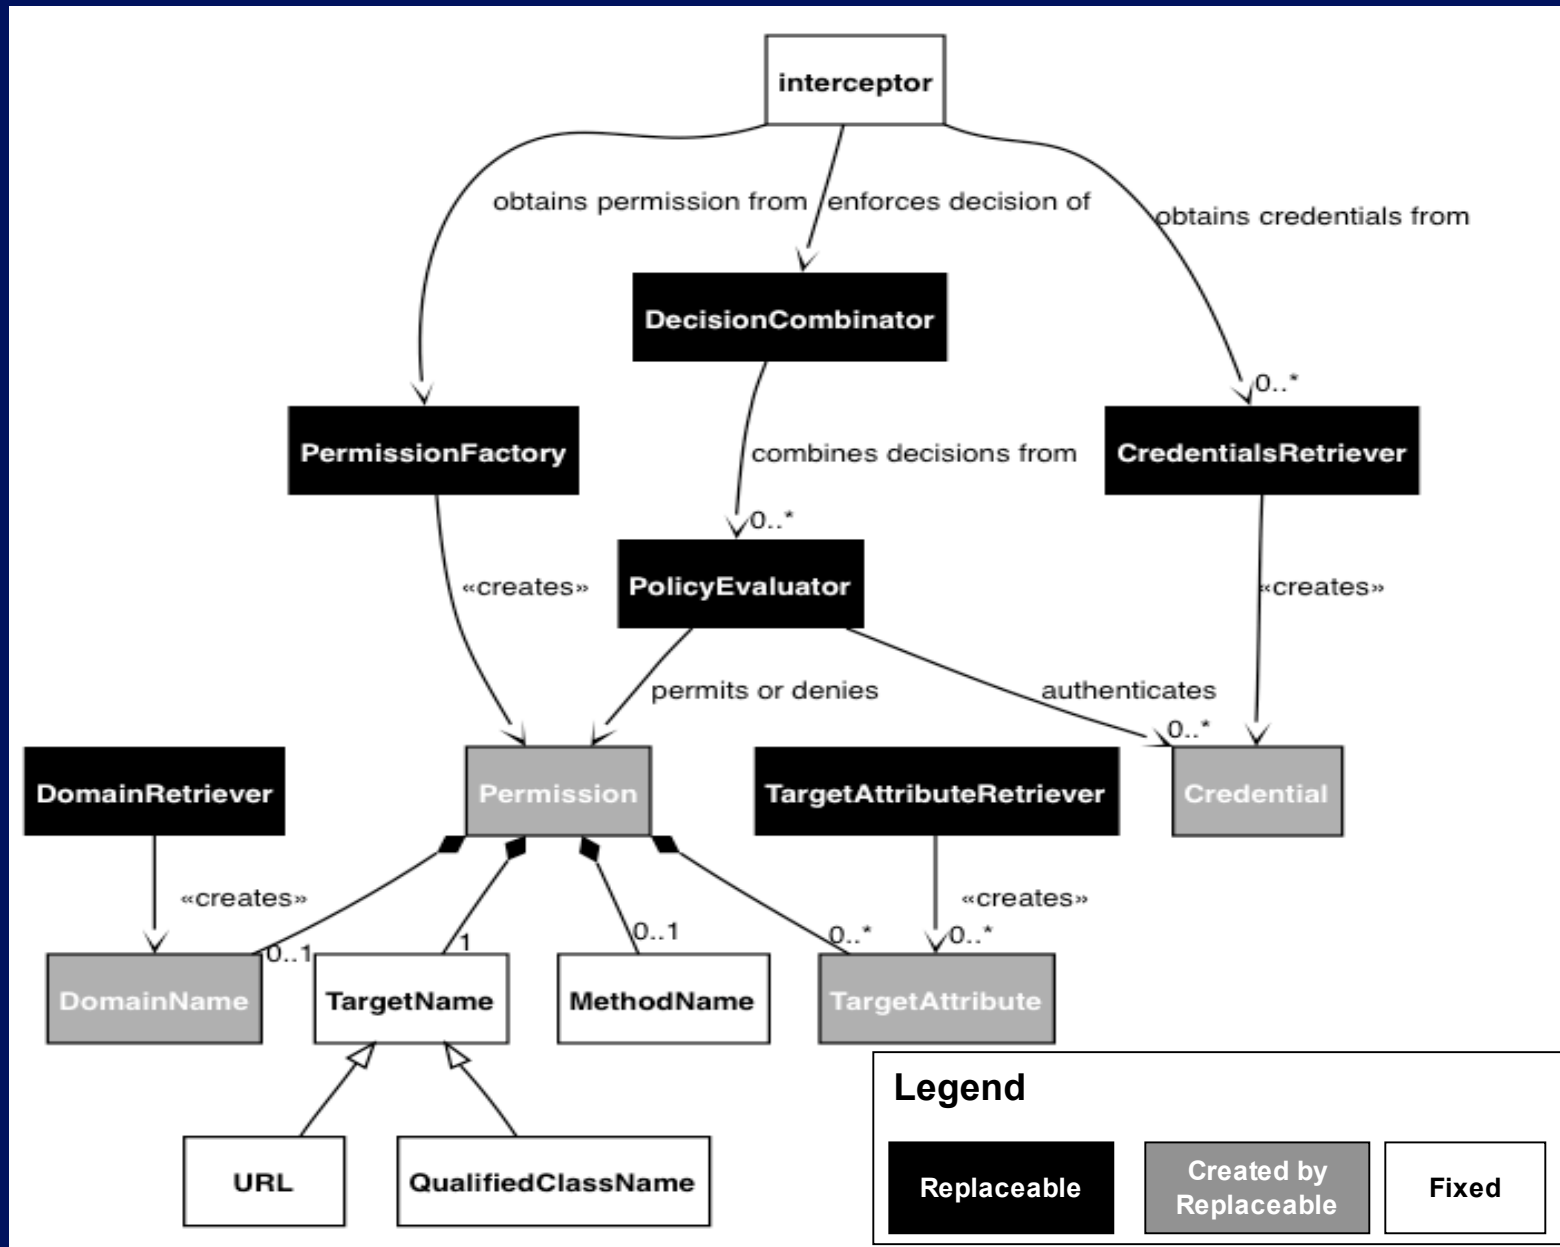 interceptor
obtains permission from
enforces decision of
obtains credentials from
DecisionCombinator
0..*
PermissionFactory
combines decisions from
CredentialsRetriever
0..*
«creates»
PolicyEvaluator
«creates»
permits or denies
authenticates
0..*
DomainRetriever
Permission
TargetAttributeRetriever
Credential
«creates»
«creates»
0..1
1
0..1
0..*
0..*
DomainName
TargetName
MethodName
TargetAttribute
URL
QualifiedClassName
Legend
Replaceable
Created by
Replaceable
Fixed